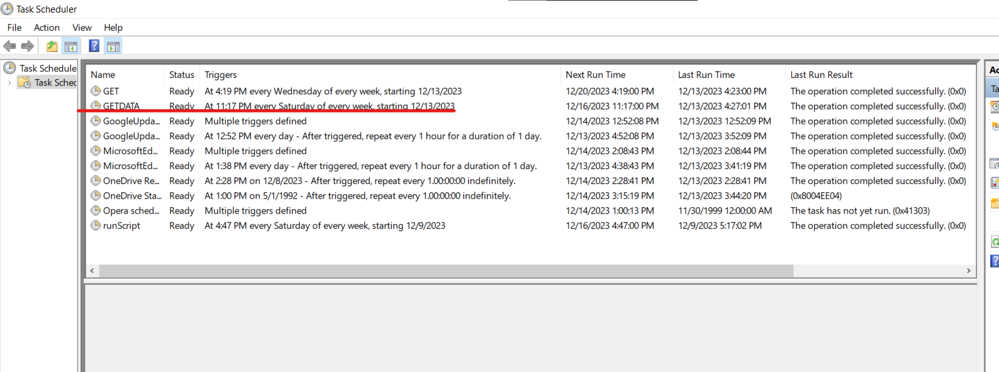 Task Scheduler
File Action View Help
Task Schedule
Task Schec
Name Status Triggers Next Run Time Last Run Time Last Run Result
GET Ready At 4:19 PM every Wednesday of every week, starting 12/13/2023 12/20/2023 4:19:00 PM 12/13/2023 4:23:00 PM The operation completed successfully. (0x0)
GETDATA Ready At 11:17 PM every Saturday of every week, starting 12/13/2023 12/16/2023 11:17:00 PM 12/13/2023 4:27:01 PM The operation completed successfully. (0x0)
GoogleUpda... Ready Multiple triggers defined 12/14/2023 12:52:08 PM 12/13/2023 12:52:09 PM The operation completed successfully. (0x0)
GoogleUpda... Ready At 12:52 PM every day - After triggered, repeat every 1 hour for a duration of 1 day. 12/13/2023 4:52:08 PM 12/13/2023 3:52:09 PM The operation completed successfully. (0x0)
MicrosoftEd... Ready Multiple triggers defined 12/14/2023 2:08:43 PM 12/13/2023 2:08:44 PM The operation completed successfully. (0x0)
MicrosoftEd... Ready At 1:38 PM every day - After triggered, repeat every 1 hour for a duration of 1 day. 12/13/2023 4:38:43 PM 12/13/2023 3:41:19 PM The operation completed successfully. (0x0)
OneDrive Re... Ready At 2:28 PM on 12/8/2023 - After triggered, repeat every 1.00:00:00 indefinitely. 12/14/2023 2:28:41 PM 12/13/2023 2:28:41 PM The operation completed successfully. (0x0)
OneDrive Sta... Ready At 1:00 PM on 5/1/1992 - After triggered, repeat every 1.00:00:00 indefinitely. 12/14/2023 3:15:19 PM 12/13/2023 3:44:20 PM (0x8004EE04)
Opera sched... Ready Multiple triggers defined 12/14/2023 1:00:13 PM 11/30/1999 12:00:00 AM The task has not yet run. (0x41303)
runScript Ready At 4:47 PM every Saturday of every week, starting 12/9/2023 12/16/2023 4:47:00 PM 12/9/2023 5:17:02 PM The operation completed successfully. (0x0)
Ac
Ta